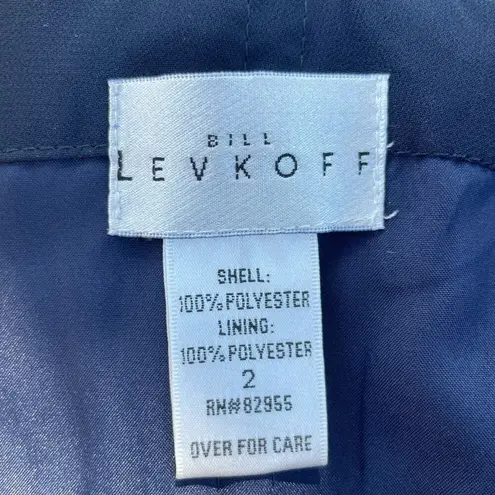 BILL
LEVKOFF
SHELL:
100% POLYESTER
LINING:
100% POLYESTER
2
RN#82955
OVER FOR CARE